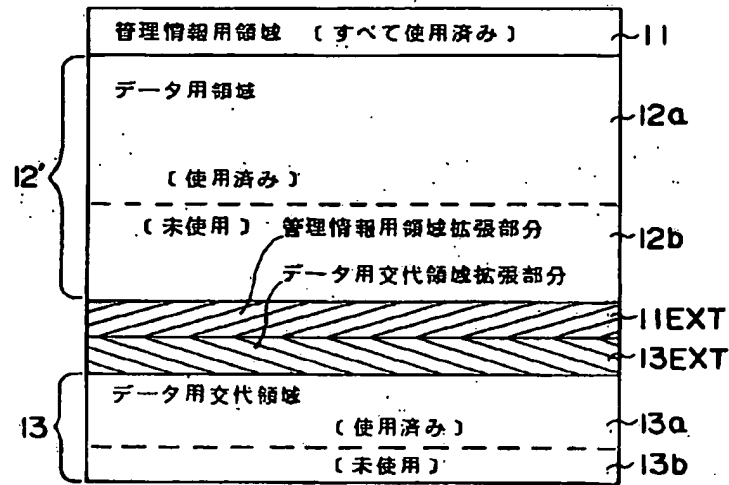 管理情報用領域 〔すべて使用済み〕 11
データ用領域
12a
12'
〔使用済み〕
〔未使用〕 管理情報用領域拡張部分 12b
データ用交代領域拡張部分
11EXT
13EXT
データ用交代領域
13 〔使用済み〕 13a
〔未使用〕 13b